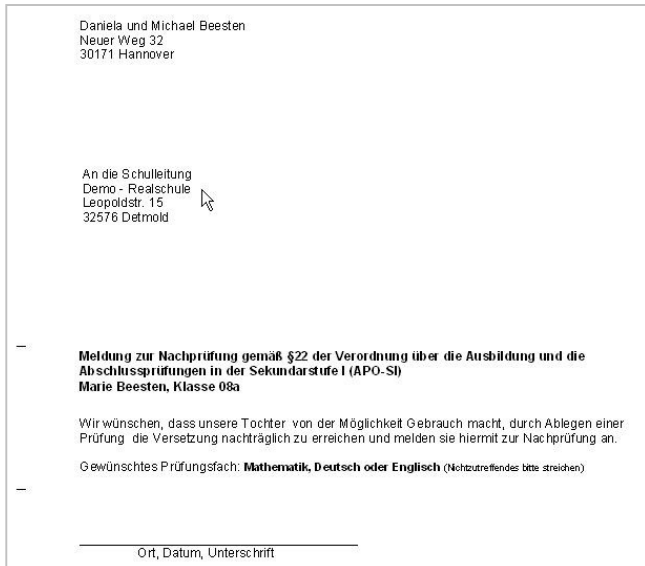 Daniela und Michael Beesten
Neuer Weg 32
30171 Hannover
An die Schulleitung
Demo - Realschule
Leopoldstr. 15
32576 Detmold
Meldung zur Nachprüfung gemäß §22 der Verordnung über die Ausbildung und die
Abschlussprüfungen in der Sekundarstufe I (APO-SI)
Marie Beesten, Klasse 08a
Wir wünschen, dass unsere Tochter von der Möglichkeit Gebrauch macht, durch Ablegen einer
Prüfung die Versetzung nachträglich zu erreichen und melden sie hiermit zur Nachprüfung an.
Gewünschtes Prüfungsfach: Mathematik, Deutsch oder Englisch (Nichtzutreffendes bitte streichen)
Ort, Datum, Unterschrift